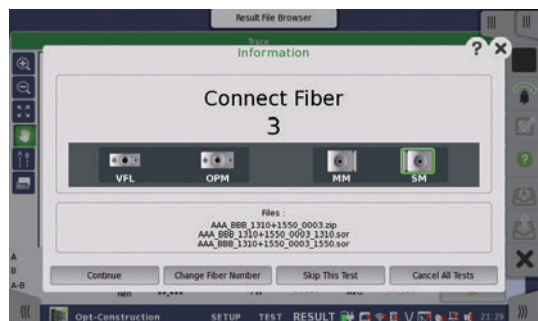 Result File Browser
Trace
Information
?
Connect Fiber
3
VFL OPM MM SM
Files :
AAA_BBB_1310+1550_0003.zip
AAA_BBB_1310+1550_0003_1310.sor
AAA_BBB_1310+1550_0003_1550.sor
Continue Change Fiber Number Skip This Test Cancel All Tests
A
B
A-B
Opt-Construction SETUP TEST RESULT 21:29